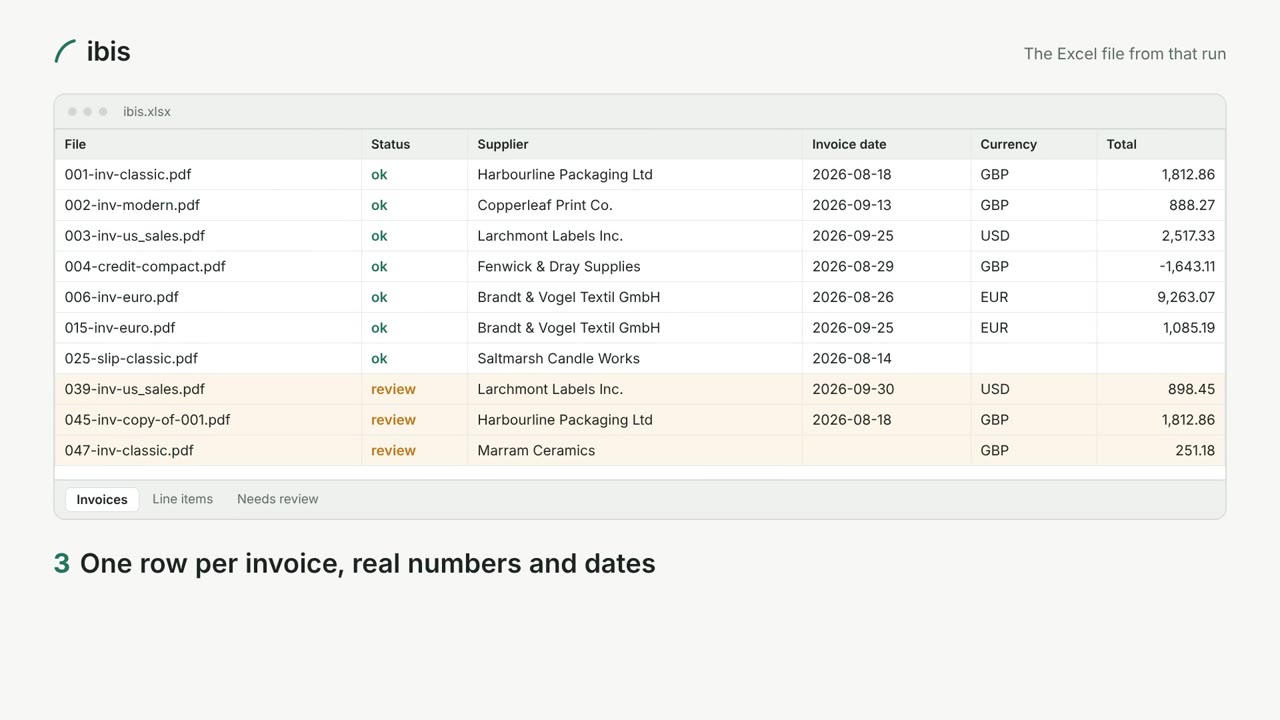 ibis
The Excel file from that run
ibis.xlsx
File Status Supplier Invoice date Currency Total
001-inv-classic.pdf ok Harbourline Packaging Ltd 2026-08-18 GBP 1,812.86
002-inv-modern.pdf ok Copperleaf Print Co. 2026-09-13 GBP 888.27
003-inv-us_sales.pdf ok Larchmont Labels Inc. 2026-09-25 USD 2,517.33
004-credit-compact.pdf ok Fenwick & Dray Supplies 2026-08-29 GBP -1,643.11
006-inv-euro.pdf ok Brandt & Vogel Textil GmbH 2026-08-26 EUR 9,263.07
015-inv-euro.pdf ok Brandt & Vogel Textil GmbH 2026-09-25 EUR 1,085.19
025-slip-classic.pdf ok Saltmarsh Candle Works 2026-08-14
039-inv-us_sales.pdf review Larchmont Labels Inc. 2026-09-30 USD 898.45
045-inv-copy-of-001.pdf review Harbourline Packaging Ltd 2026-08-18 GBP 1,812.86
047-inv-classic.pdf review Marram Ceramics GBP 251.18
Invoices Line items Needs review
3 One row per invoice, real numbers and dates